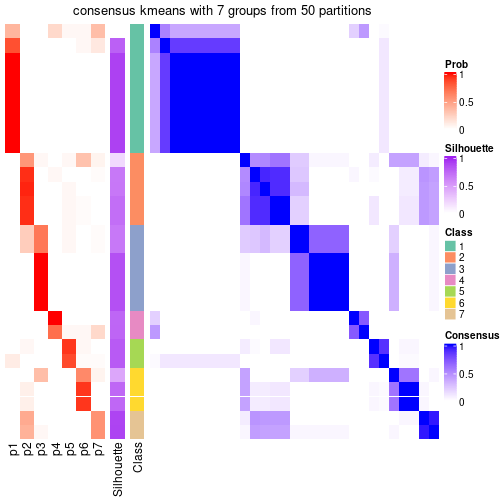 consensus kmeans with 7 groups from 50 partitions
Prob
1
0.5
0
Silhouette
1
0.5
0
Class
1
2
3
4
5
6
7
Consensus
1
0.5
0
p1
p2
p3
p4
p5
p6
p7
Silhouette
Class